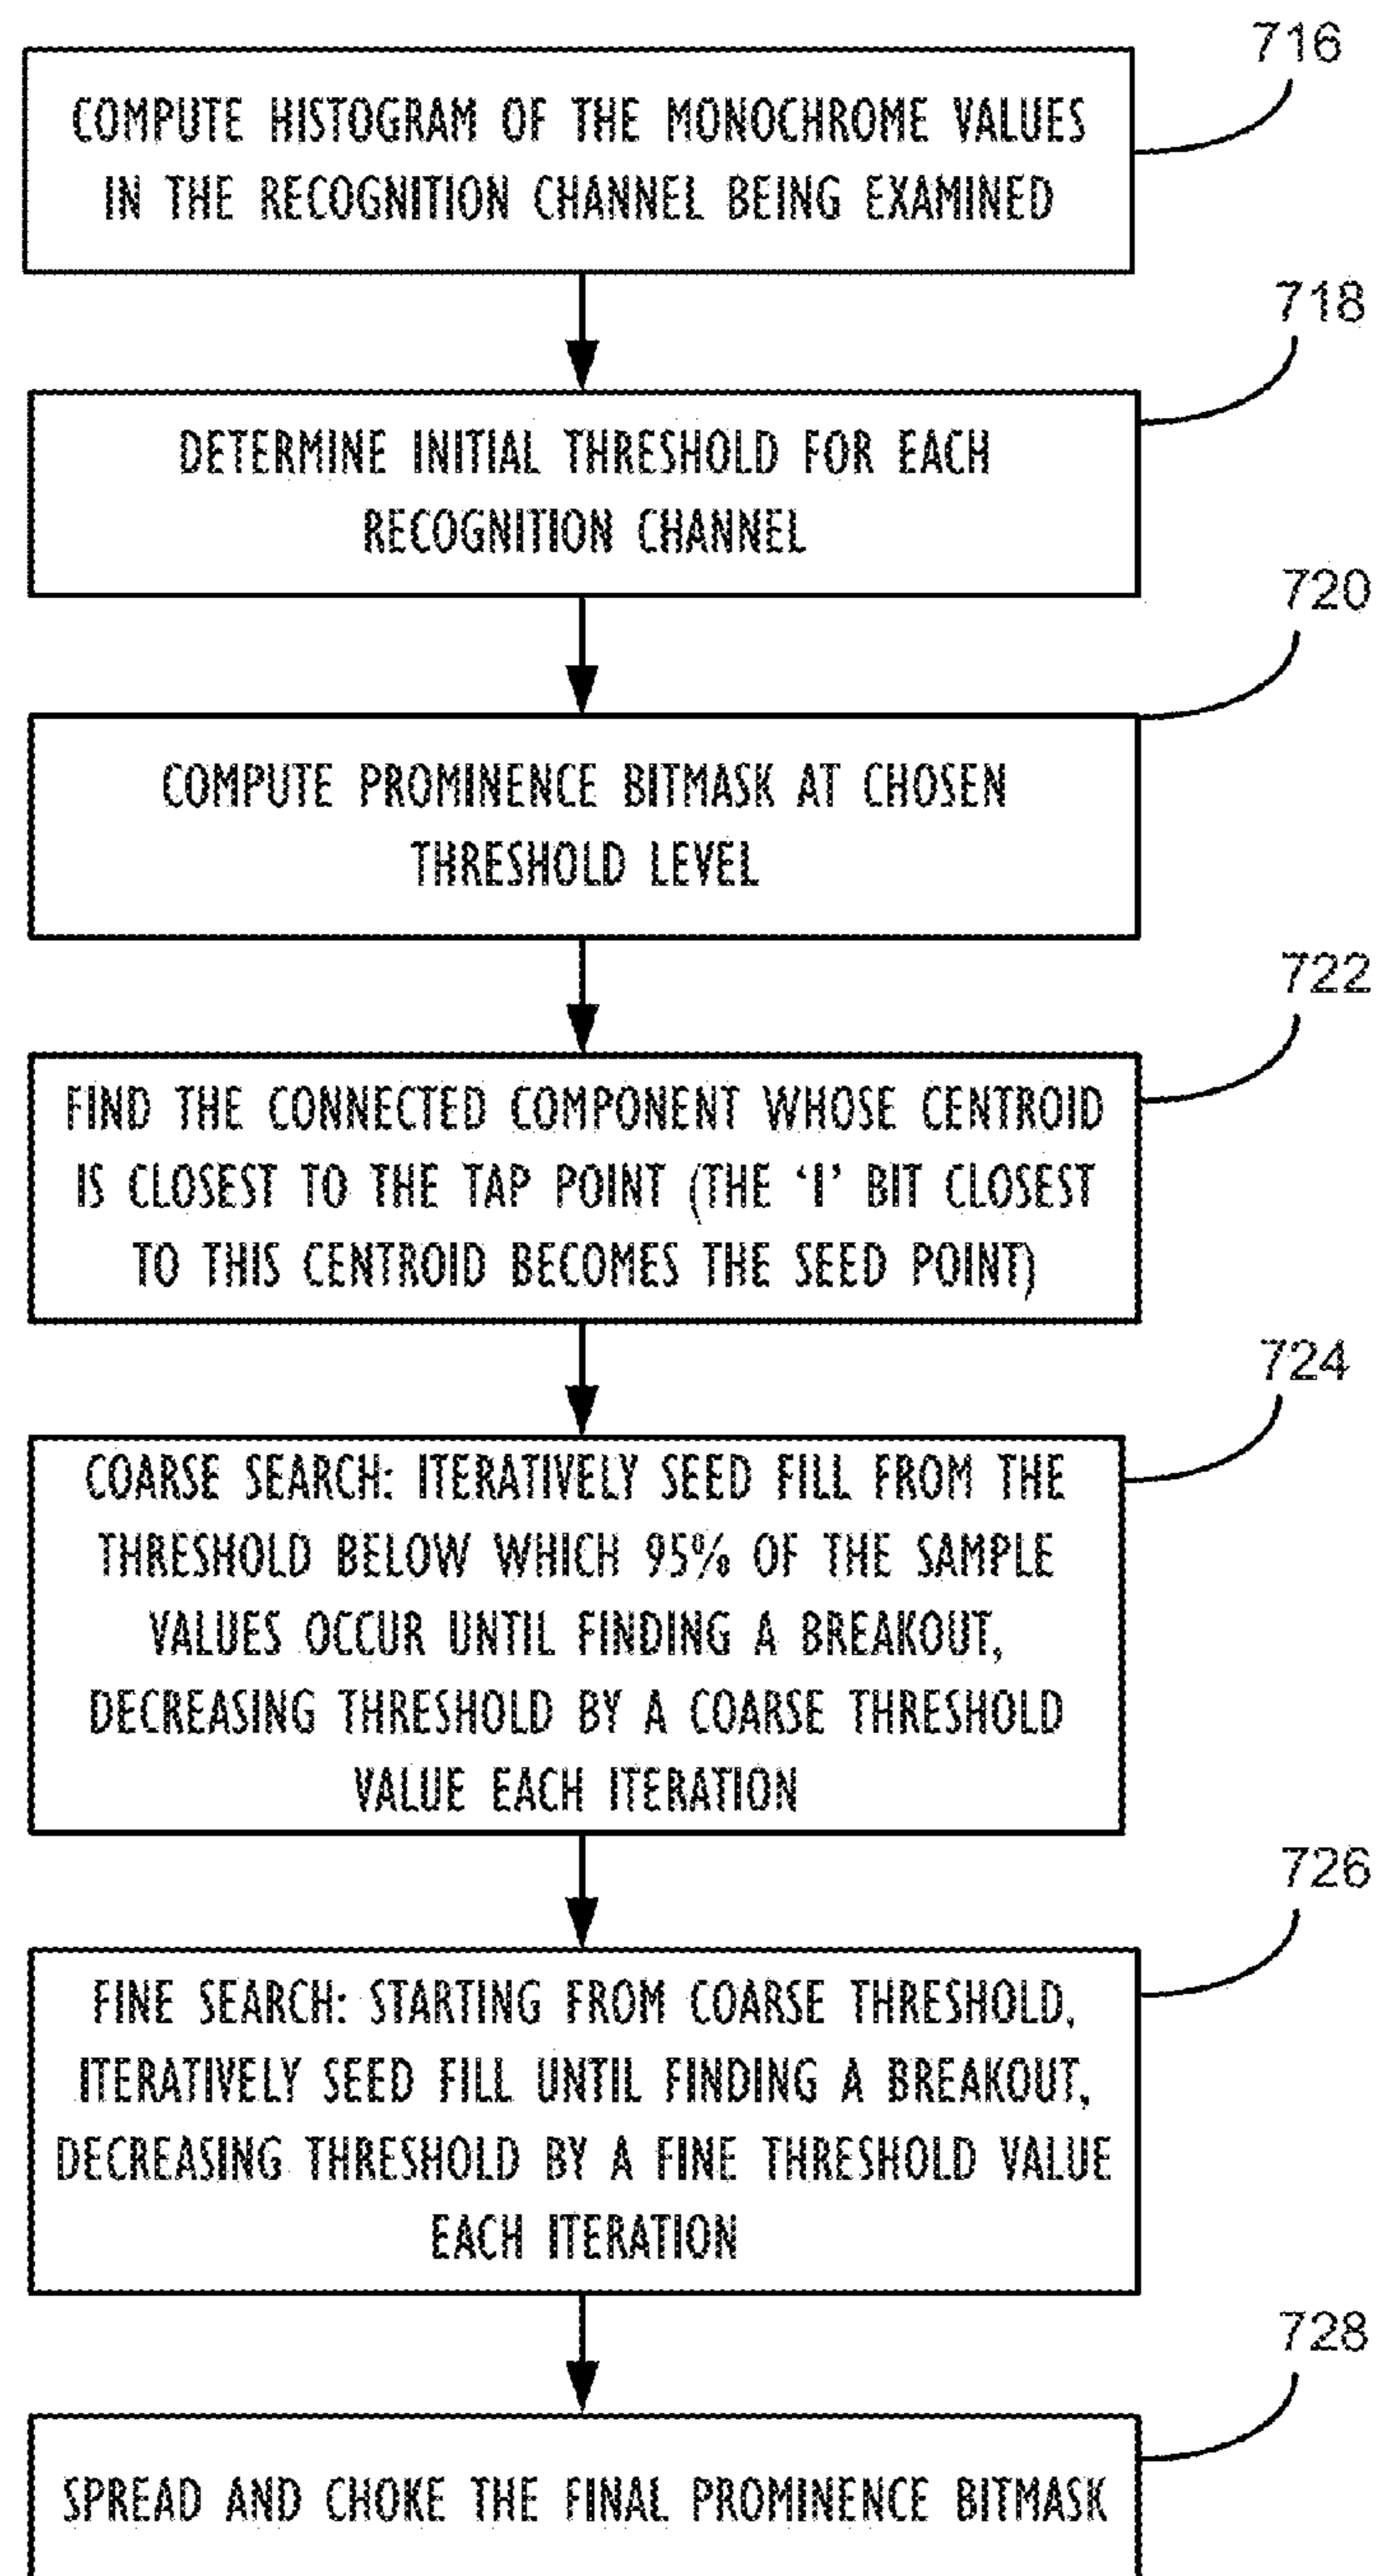 716
COMPUTE HISTOGRAM OF THE MONOCHROME VALUES
IN THE RECOGNITION CHANNEL BEING EXAMINED
718
DETERMINE INITIAL THRESHOLD FOR EACH
RECOGNITION CHANNEL
720
COMPUTE PROMINENCE BITMASK AT CHOSEN
THRESHOLD LEVEL
722
FIND THE CONNECTED COMPONENT WHOSE CENTROID
IS CLOSEST TO THE TAP POINT (THE ‘1’ BIT CLOSEST
TO THIS CENTROID BECOMES THE SEED POINT)
724
COARSE SEARCH: ITERATIVELY SEED FILL FROM THE
THRESHOLD BELOW WHICH 95% OF THE SAMPLE
VALUES OCCUR UNTIL FINDING A BREAKOUT,
DECREASING THRESHOLD BY A COARSE THRESHOLD
VALUE EACH ITERATION
726
FINE SEARCH: STARTING FROM COARSE THRESHOLD,
ITERATIVELY SEED FILL UNTIL FINDING A BREAKOUT,
DECREASING THRESHOLD BY A FINE THRESHOLD VALUE
EACH ITERATION
728
SPREAD AND CHOKE THE FINAL PROMINENCE BITMASK